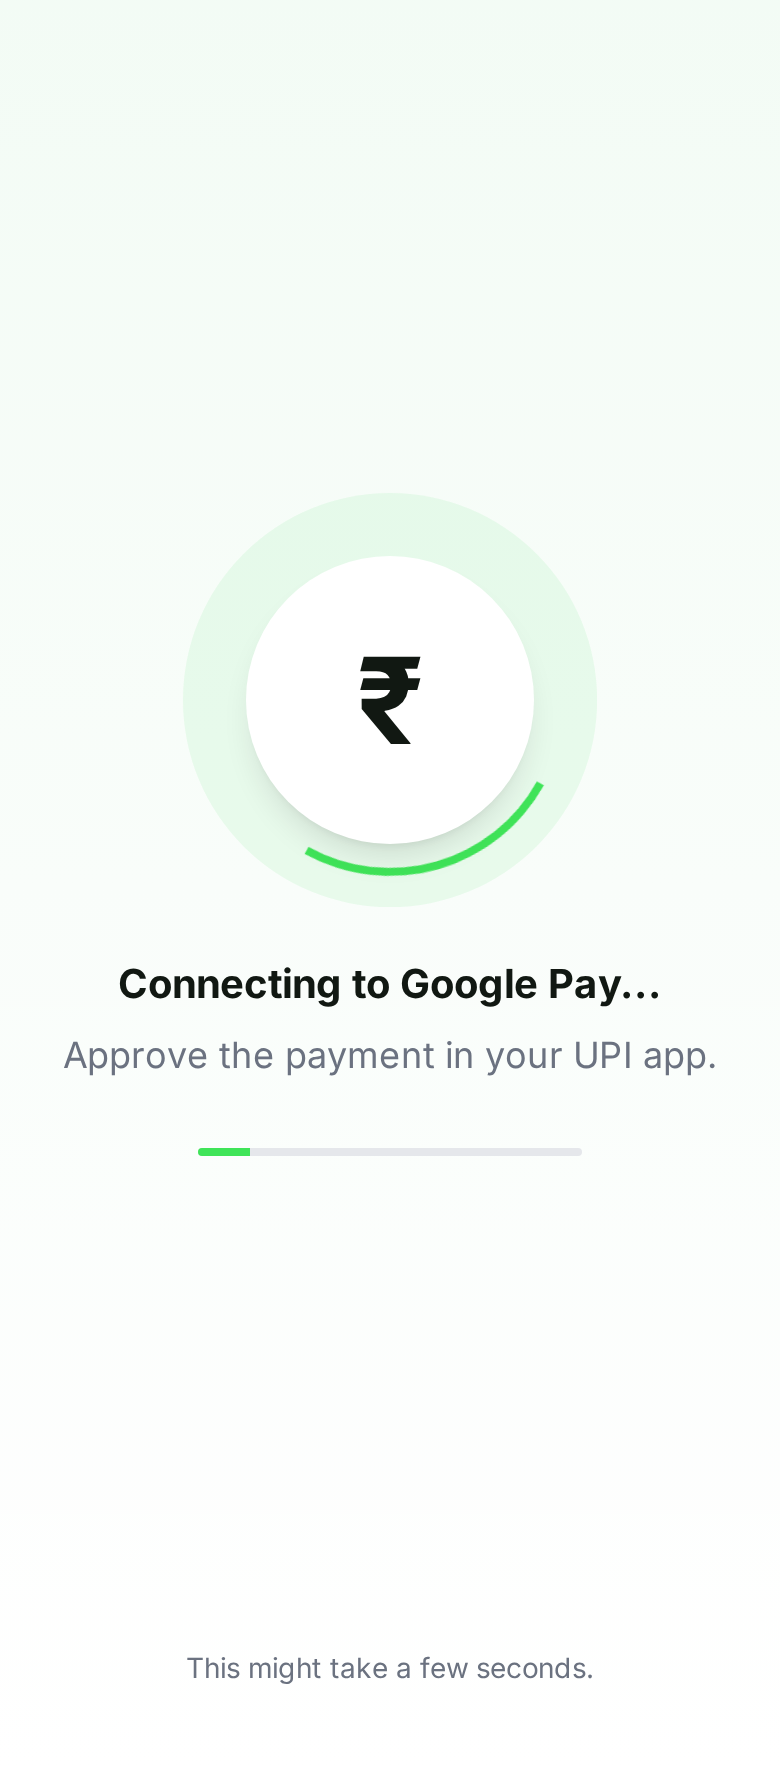 ₹
Connecting to Google Pay...
Approve the payment in your UPI app.
This might take a few seconds.